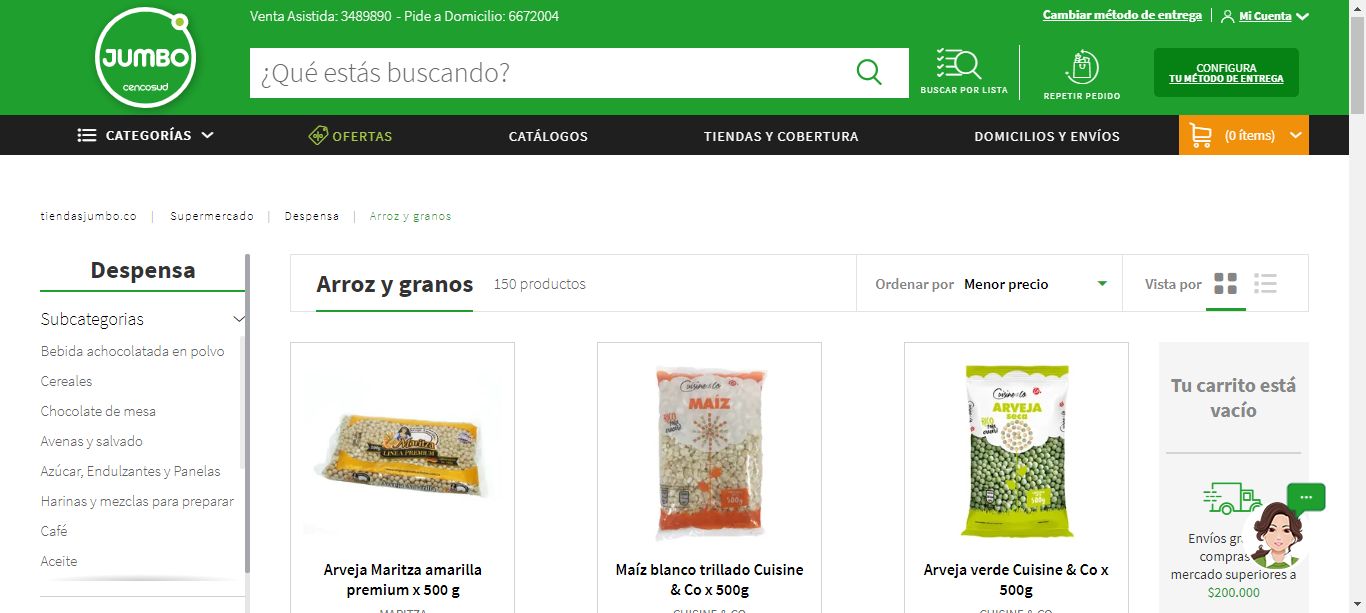 Venta Asistida: 3489890 - Pide a Domicilio: 6672004
Cambiar método de entrega
Mi Cuenta
JUMBO
cencosud
¿Qué estás buscando?
BUSCAR POR LISTA
REPETIR PEDIDO
CONFIGURA
TU MÉTODO DE ENTREGA
CATEGORÍAS
OFERTAS
CATÁLOGOS
TIENDAS Y COBERTURA
DOMICILIOS Y ENVÍOS
(0 ítems)
tiendasjumbo.co | Supermercado | Despensa | Arroz y granos
Despensa
Subcategorias
Bebida achocolatada en polvo
Cereales
Chocolate de mesa
Avenas y salvado
Azúcar, Endulzantes y Panelas
Harinas y mezclas para preparar
Café
Aceite
Arroz y granos
150 productos
Ordenar por Menor precio
Vista por
Maritza
LINEA PREMIUM
Arveja Maritza amarilla
premium x 500 g
MARITZA
Cuisine & Co
MAÍZ
500g
Maíz blanco trillado Cuisine
& Co x 500g
CUISINE & CO
Cuisine & Co
ARVEJA
seca
500g
Arveja verde Cuisine & Co x
500g
CUISINE & CO
Tu carrito está
vacío
Envíos
compras
mercado superiores a
$200.000